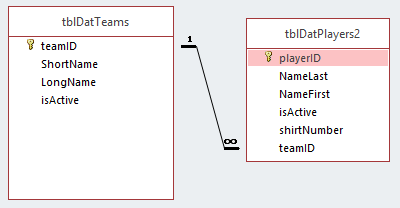 tblDatTeams
teamID
ShortName
LongName
isActive
1
∞
tblDatPlayers2
playerID
NameLast
NameFirst
isActive
shirtNumber
teamID